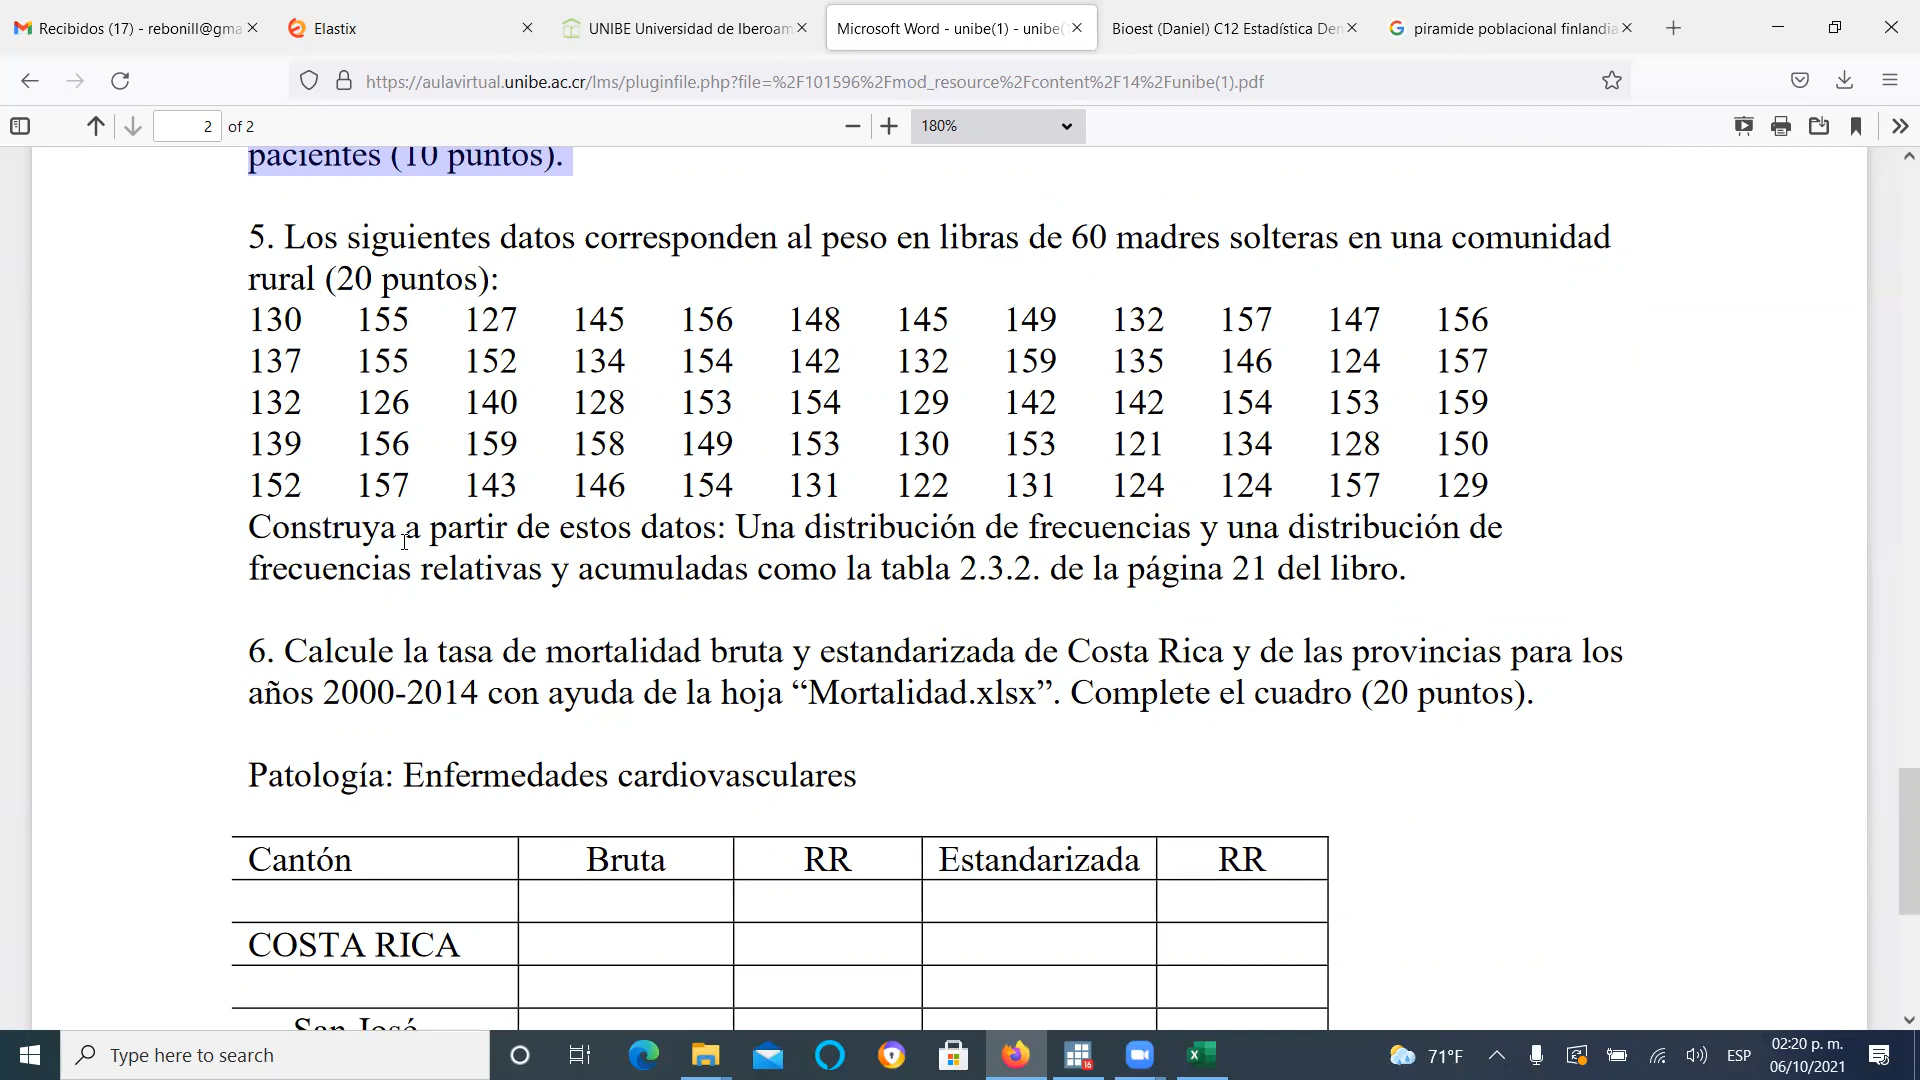 Recibidos (17) - rebonill@gma
Elastix
UNIBE Universidad de Iberoam
Microsoft Word - unibe(1) - unibe(
Bioest (Daniel) C12 Estadística Den
piramide poblacional finlandia
https://aulavirtual.unibe.ac.cr/lms/pluginfile.php?file=%2F101596%2Fmod_resource%2Fcontent%2F14%2Funibe(1).pdf
2 of 2
180%
pacientes (10 puntos).
5. Los siguientes datos corresponden al peso en libras de 60 madres solteras en una comunidad
rural (20 puntos):
130 155 127 145 156 148 145 149 132 157 147 156
137 155 152 134 154 142 132 159 135 146 124 157
132 126 140 128 153 154 129 142 142 154 153 159
139 156 159 158 149 153 130 153 121 134 128 150
152 157 143 146 154 131 122 131 124 124 157 129
Construya a partir de estos datos: Una distribución de frecuencias y una distribución de
frecuencias relativas y acumuladas como la tabla 2.3.2. de la página 21 del libro.
6. Calcule la tasa de mortalidad bruta y estandarizada de Costa Rica y de las provincias para los
años 2000-2014 con ayuda de la hoja “Mortalidad.xlsx”. Complete el cuadro (20 puntos).
Patología: Enfermedades cardiovasculares
Cantón Bruta RR Estandarizada RR
COSTA RICA
San José
Type here to search
16
71°F
ESP
02:20 p. m.
06/10/2021